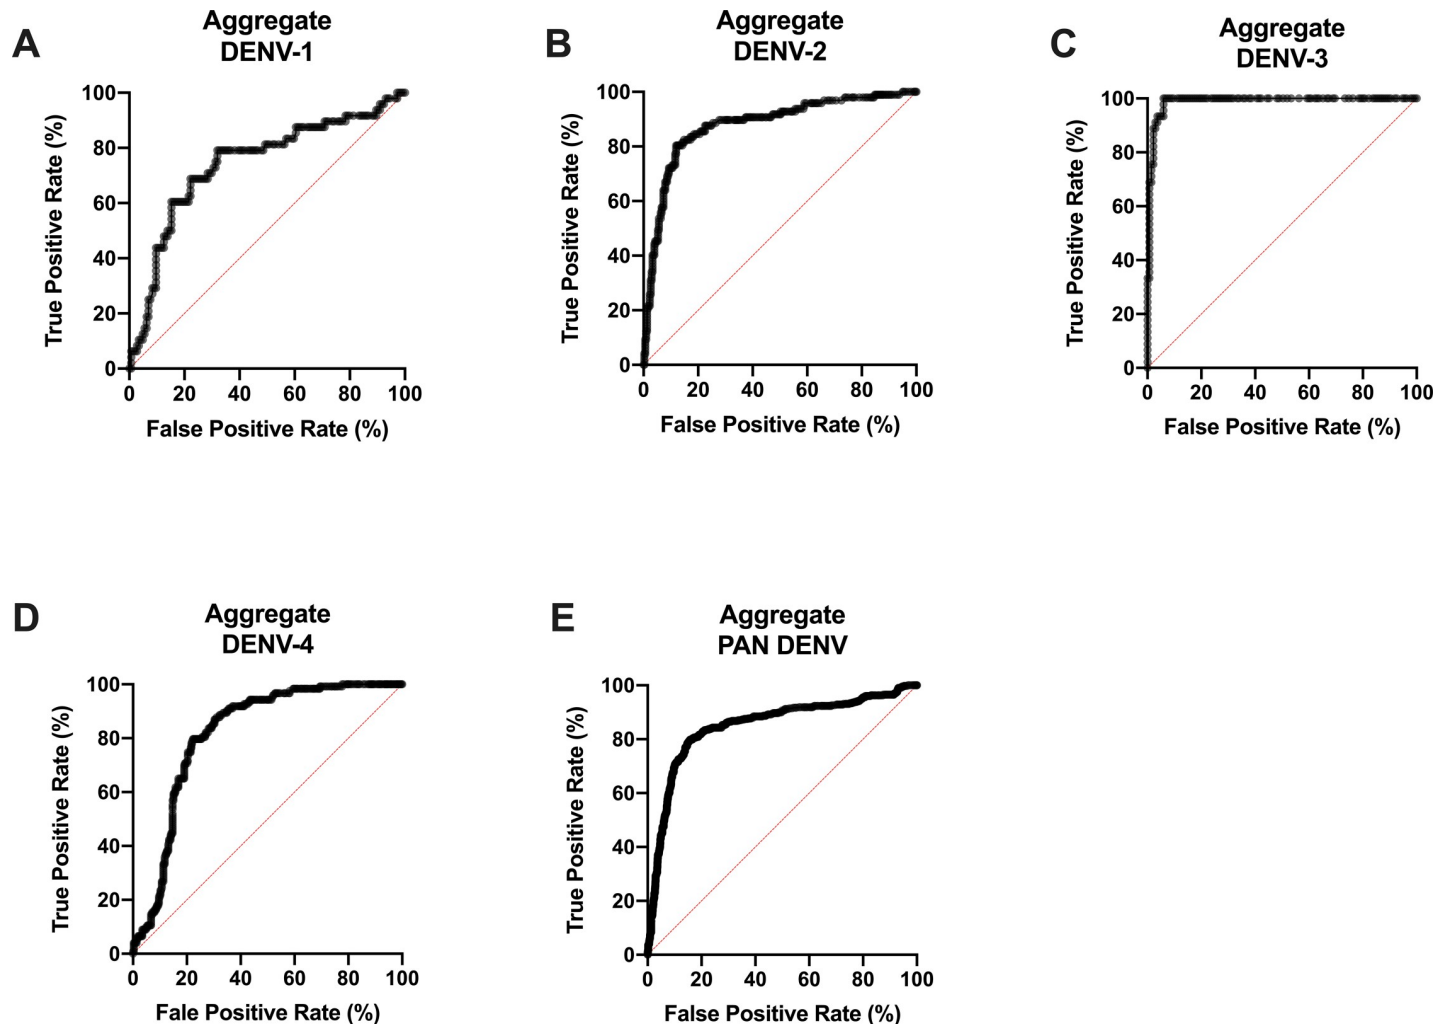 A
Aggregate
DENV-1
True Positive Rate (%)
100
80
60
40
20
0
0 20 40 60 80 100
False Positive Rate (%)
B
Aggregate
DENV-2
True Positive Rate (%)
100
80
60
40
20
0
0 20 40 60 80 100
False Positive Rate (%)
C
Aggregate
DENV-3
True Positive Rate (%)
100
80
60
40
20
0
0 20 40 60 80 100
False Positive Rate (%)
D
Aggregate
DENV-4
True Positive Rate (%)
100
80
60
40
20
0
0 20 40 60 80 100
Fale Positive Rate (%)
E
Aggregate
PAN DENV
True Positive Rate (%)
100
80
60
40
20
0
0 20 40 60 80 100
False Positive Rate (%)